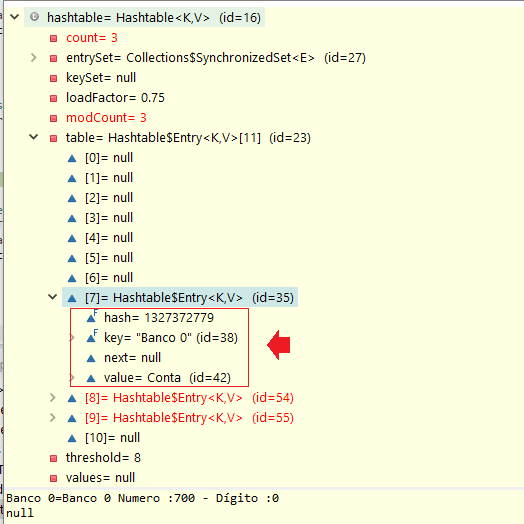 hashtable= Hashtable<K,V> (id=16)
count= 3
entrySet= Collections$SynchronizedSet<E> (id=27)
keySet= null
loadFactor= 0.75
modCount= 3
table= Hashtable$Entry<K,V>[11] (id=23)
[0]= null
[1]= null
[2]= null
[3]= null
[4]= null
[5]= null
[6]= null
[7]= Hashtable$Entry<K,V> (id=35)
hash= 1327372779
key= "Banco 0" (id=38)
next= null
value= Conta (id=42)
[8]= Hashtable$Entry<K,V> (id=54)
[9]= Hashtable$Entry<K,V> (id=55)
[10]= null
threshold= 8
values= null
Banco 0=Banco 0 Numero :700 - Dígito :0
null